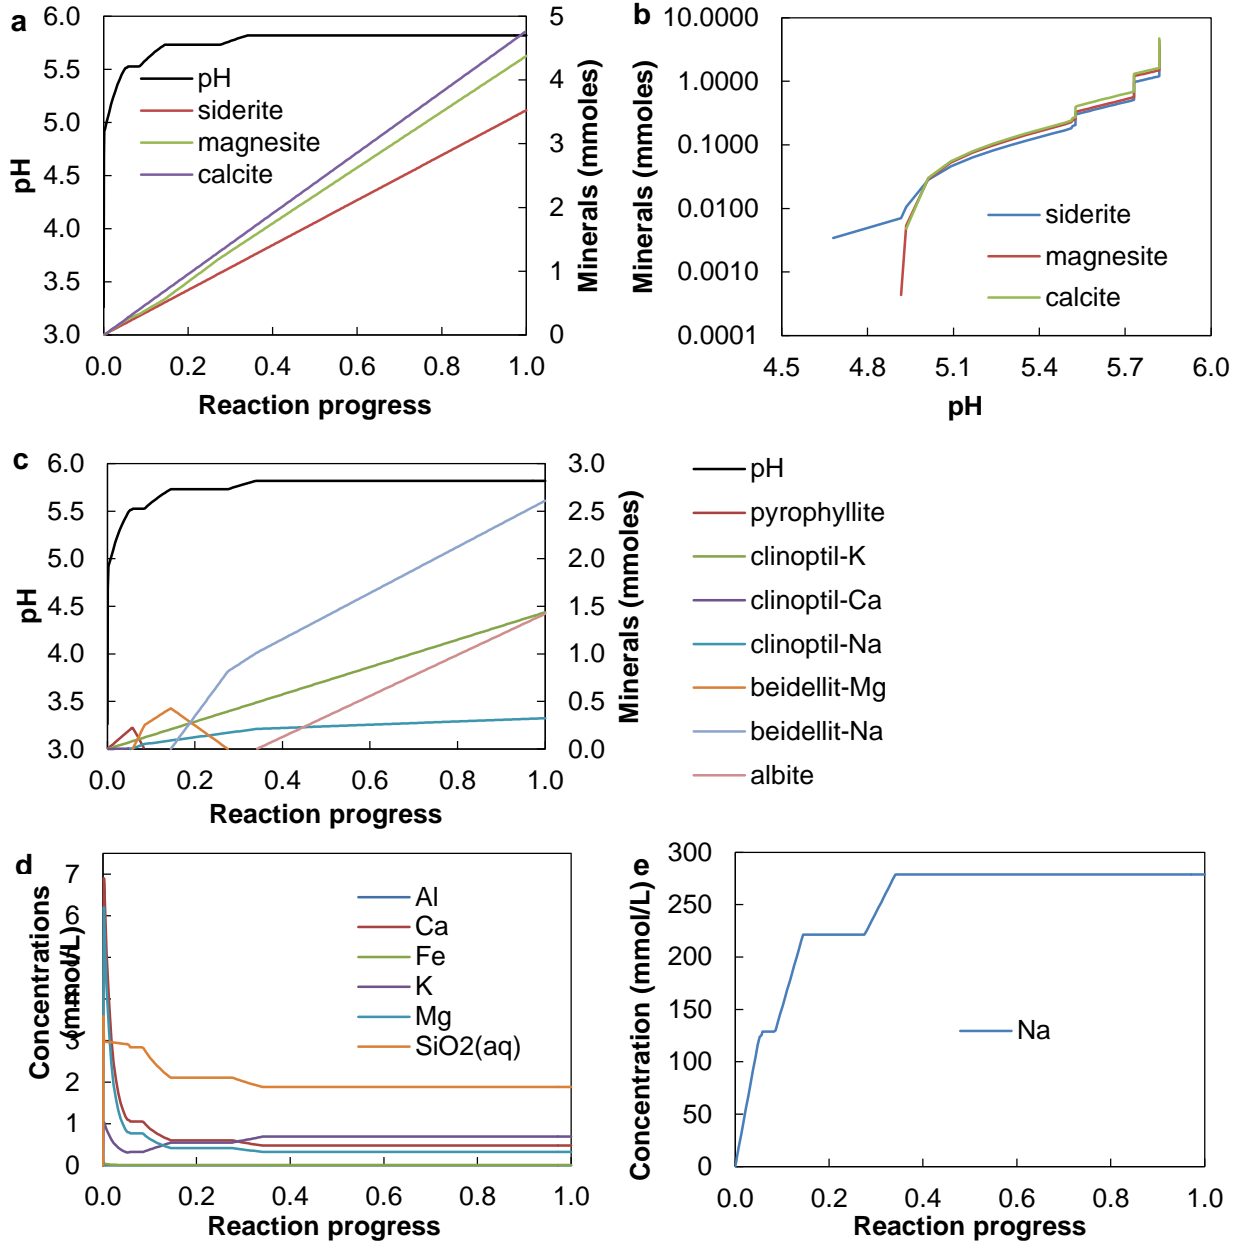 a
6.0
5.5
5.0
4.5
4.0
3.5
3.0
pH
5
4
3
2
1
0
Minerals (mmoles)
pH
siderite
magnesite
calcite
0.0 0.2 0.4 0.6 0.8 1.0
Reaction progress
b
10.0000
1.0000
0.1000
0.0100
0.0010
0.0001
Minerals (mmoles)
siderite
magnesite
calcite
4.5 4.8 5.1 5.4 5.7 6.0
pH
c
6.0
5.5
5.0
4.5
4.0
3.5
3.0
pH
3.0
2.5
2.0
1.5
1.0
0.5
0.0
Minerals (mmoles)
0.0 0.2 0.4 0.6 0.8 1.0
Reaction progress
pH
pyrophyllite
clinoptil-K
clinoptil-Ca
clinoptil-Na
beidellit-Mg
beidellit-Na
albite
d
7
6
5
4
3
2
1
0
Concentrations
(mmol/L)
Al
Ca
Fe
K
Mg
SiO2(aq)
0.0 0.2 0.4 0.6 0.8 1.0
Reaction progress
e
300
250
200
150
100
50
0
Concentration (mmol/L)
Na
0.0 0.2 0.4 0.6 0.8 1.0
Reaction progress